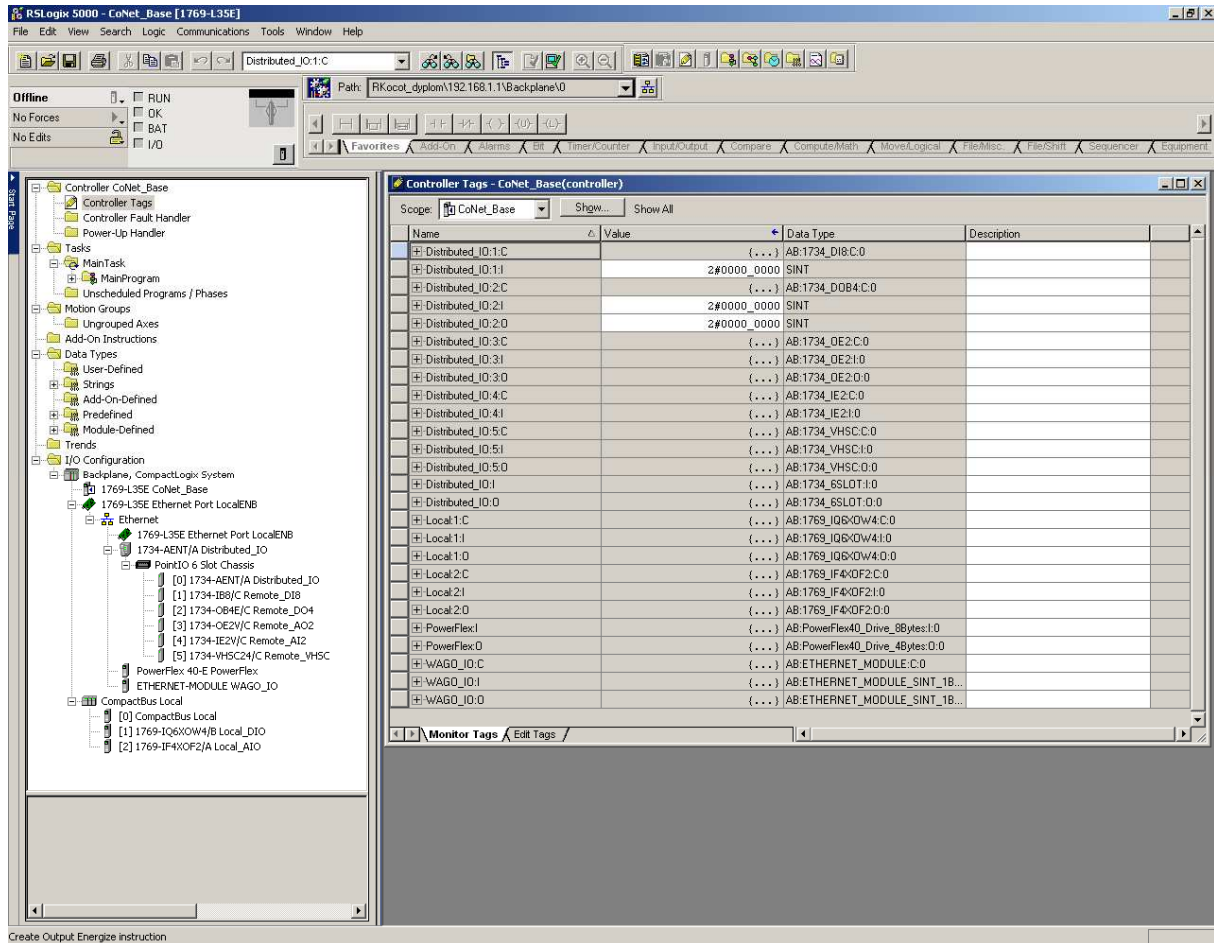 RSLogix 5000 - CoNet_Base [1769-L35E]
File Edit View Search Logic Communications Tools Window Help
Distributed_IO:1:C
Path: RKocot_dyplom\192.168.1.1\Backplane\0
Offline
RUN
No Forces
OK
No Edits
BAT
I/O
Favorites Add-On Alarms Bit Timer/Counter Input/Output Compare Compute/Math Move/Logical File/Misc. File/Shift Sequencer Equipment
Start Page
Controller CoNet_Base
Controller Tags
Controller Fault Handler
Power-Up Handler
Tasks
MainTask
MainProgram
Unscheduled Programs / Phases
Motion Groups
Ungrouped Axes
Add-On Instructions
Data Types
User-Defined
Strings
Add-On-Defined
Predefined
Module-Defined
Trends
I/O Configuration
Backplane, CompactLogix System
1769-L35E CoNet_Base
1769-L35E Ethernet Port LocalENB
Ethernet
1769-L35E Ethernet Port LocalENB
1734-AENT/A Distributed_IO
PointIO 6 Slot Chassis
[0] 1734-AENT/A Distributed_IO
[1] 1734-IB8/C Remote_DI8
[2] 1734-OB4E/C Remote_DO4
[3] 1734-OE2V/C Remote_AO2
[4] 1734-IE2V/C Remote_AI2
[5] 1734-VHSC24/C Remote_VHSC
PowerFlex 40-E PowerFlex
ETHERNET-MODULE WAGO_IO
CompactBus Local
[0] CompactBus Local
[1] 1769-IQ6XOW4/B Local_DIO
[2] 1769-IF4XOF2/A Local_AIO
Controller Tags - CoNet_Base(controller)
Scope: CoNet_Base Show... Show All
Name Value Data Type Description
Distributed_IO:1:C {...} AB:1734_DI8:C:0
Distributed_IO:1:I 2#0000_0000 SINT
Distributed_IO:2:C {...} AB:1734_DOB4:C:0
Distributed_IO:2:I 2#0000_0000 SINT
Distributed_IO:2:O 2#0000_0000 SINT
Distributed_IO:3:C {...} AB:1734_OE2:C:0
Distributed_IO:3:I {...} AB:1734_OE2:I:0
Distributed_IO:3:O {...} AB:1734_OE2:O:0
Distributed_IO:4:C {...} AB:1734_IE2:C:0
Distributed_IO:4:I {...} AB:1734_IE2:I:0
Distributed_IO:5:C {...} AB:1734_VHSC:C:0
Distributed_IO:5:I {...} AB:1734_VHSC:I:0
Distributed_IO:5:O {...} AB:1734_VHSC:O:0
Distributed_IO:I {...} AB:1734_6SLOT:I:0
Distributed_IO:O {...} AB:1734_6SLOT:O:0
Local:1:C {...} AB:1769_IQ6XOW4:C:0
Local:1:I {...} AB:1769_IQ6XOW4:I:0
Local:1:O {...} AB:1769_IQ6XOW4:O:0
Local:2:C {...} AB:1769_IF4XOF2:C:0
Local:2:I {...} AB:1769_IF4XOF2:I:0
Local:2:O {...} AB:1769_IF4XOF2:O:0
PowerFlex:I {...} AB:PowerFlex40_Drive_8Bytes:I:0
PowerFlex:O {...} AB:PowerFlex40_Drive_4Bytes:O:0
WAGO_IO:C {...} AB:ETHERNET_MODULE:C:0
WAGO_IO:I {...} AB:ETHERNET_MODULE_SINT_1B...
WAGO_IO:O {...} AB:ETHERNET_MODULE_SINT_1B...
Monitor Tags Edit Tags
Create Output Energize instruction